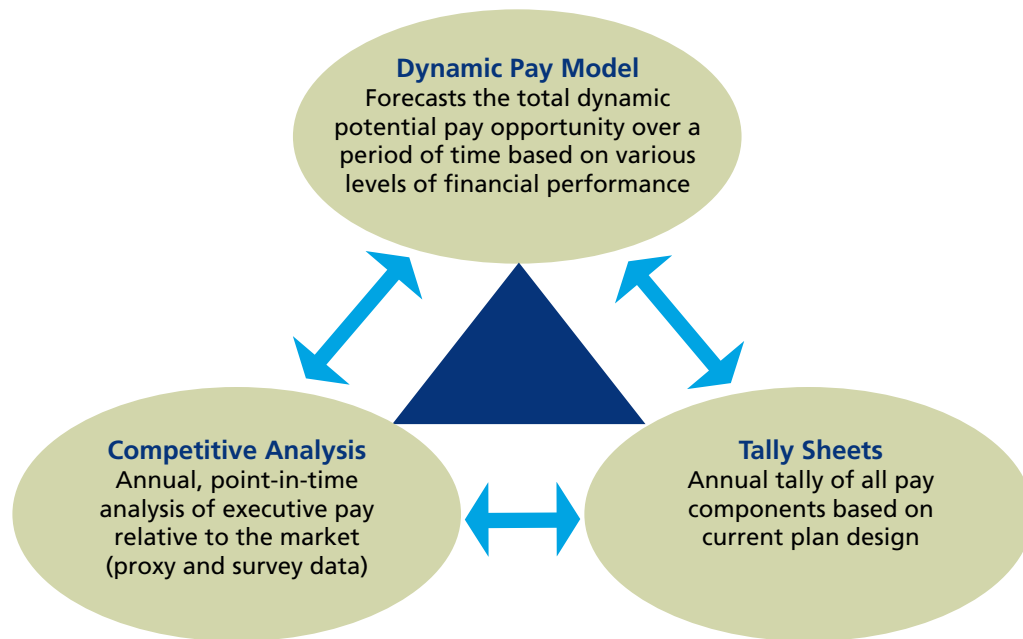 Dynamic Pay Model
Forecasts the total dynamic
potential pay opportunity over a
period of time based on various
levels of financial performance
Competitive Analysis
Annual, point-in-time
analysis of executive pay
relative to the market
(proxy and survey data)
Tally Sheets
Annual tally of all pay
components based on
current plan design